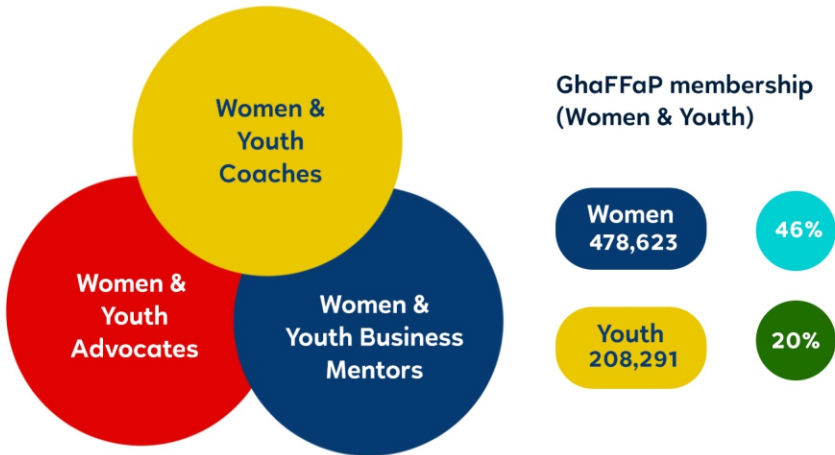 Women &
Youth
Coaches
Women &
Youth
Advocates
Women &
Youth Business
Mentors
GhaFFaP membership
(Women & Youth)
Women
478,623
46%
Youth
208,291
20%